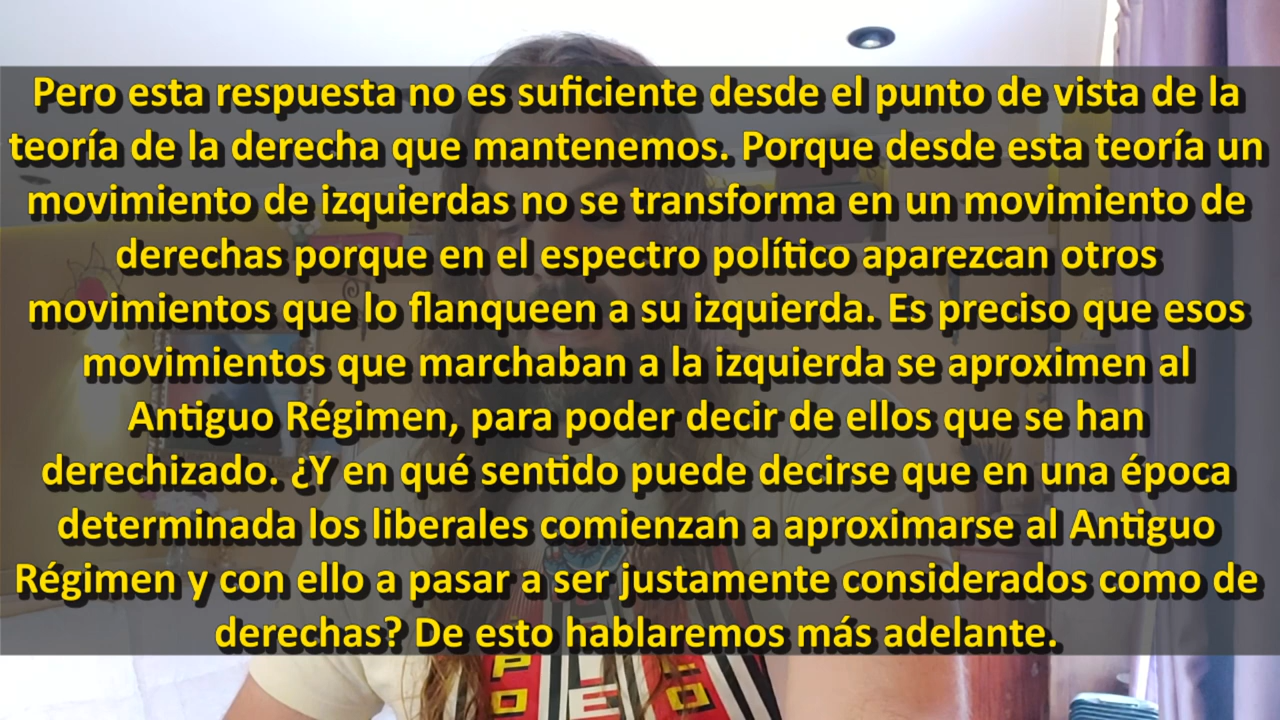 Pero esta respuesta no es suficiente desde el punto de vista de la
teoría de la derecha que mantenemos. Porque desde esta teoría un
movimiento de izquierdas no se transforma en un movimiento de
derechas porque en el espectro político aparezcan otros
movimientos que lo flanqueen a su izquierda. Es preciso que esos
movimientos que marchaban a la izquierda se aproximen al
Antiguo Régimen, para poder decir de ellos que se han
derechizado. ¿Y en qué sentido puede decirse que en una época
determinada los liberales comienzan a aproximarse al Antiguo
Régimen y con ello a pasar a ser justamente considerados como de
derechas? De esto hablaremos más adelante.